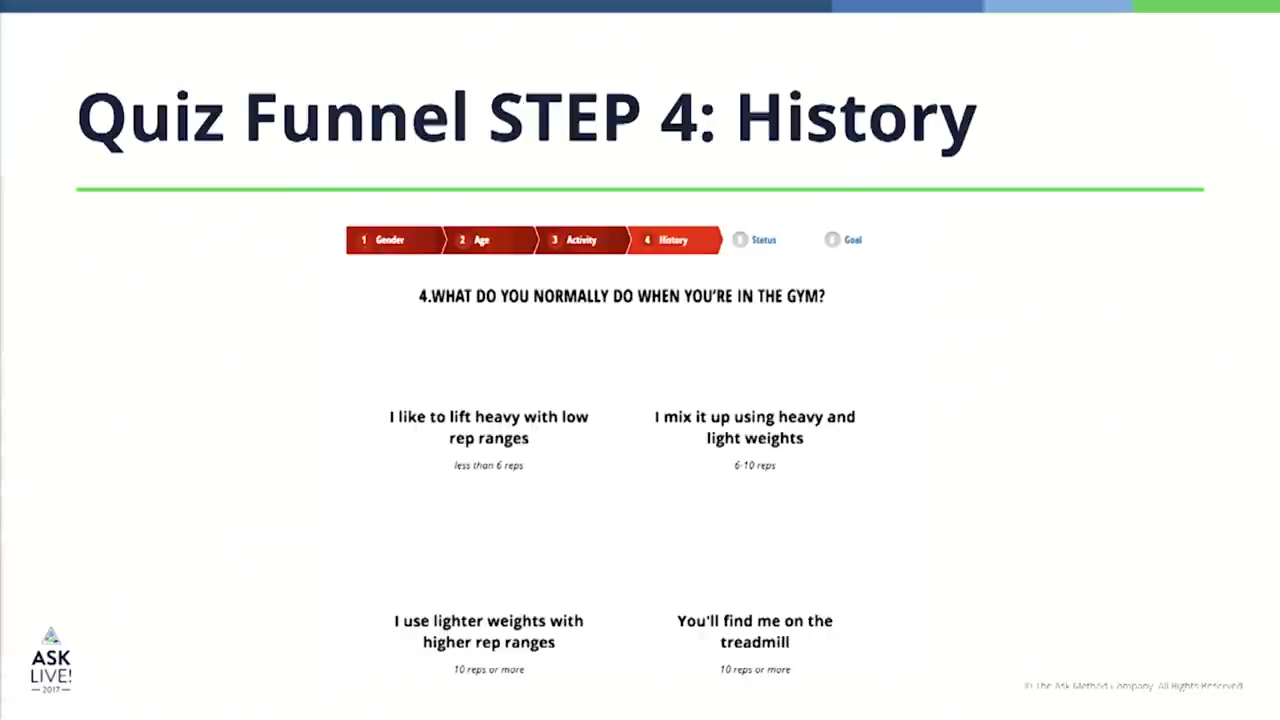 Quiz Funnel STEP 4: History
1 Gender 2 Age 3 Activity 4 History Status Goal
4.WHAT DO YOU NORMALLY DO WHEN YOU'RE IN THE GYM?
I like to lift heavy with low
rep ranges
less than 6 reps
I mix it up using heavy and
light weights
6-10 reps
I use lighter weights with
higher rep ranges
10 reps or more
You'll find me on the
treadmill
10 reps or more
ASK
LIVE!
2017
© The Ask Method Company. All Rights Reserved.